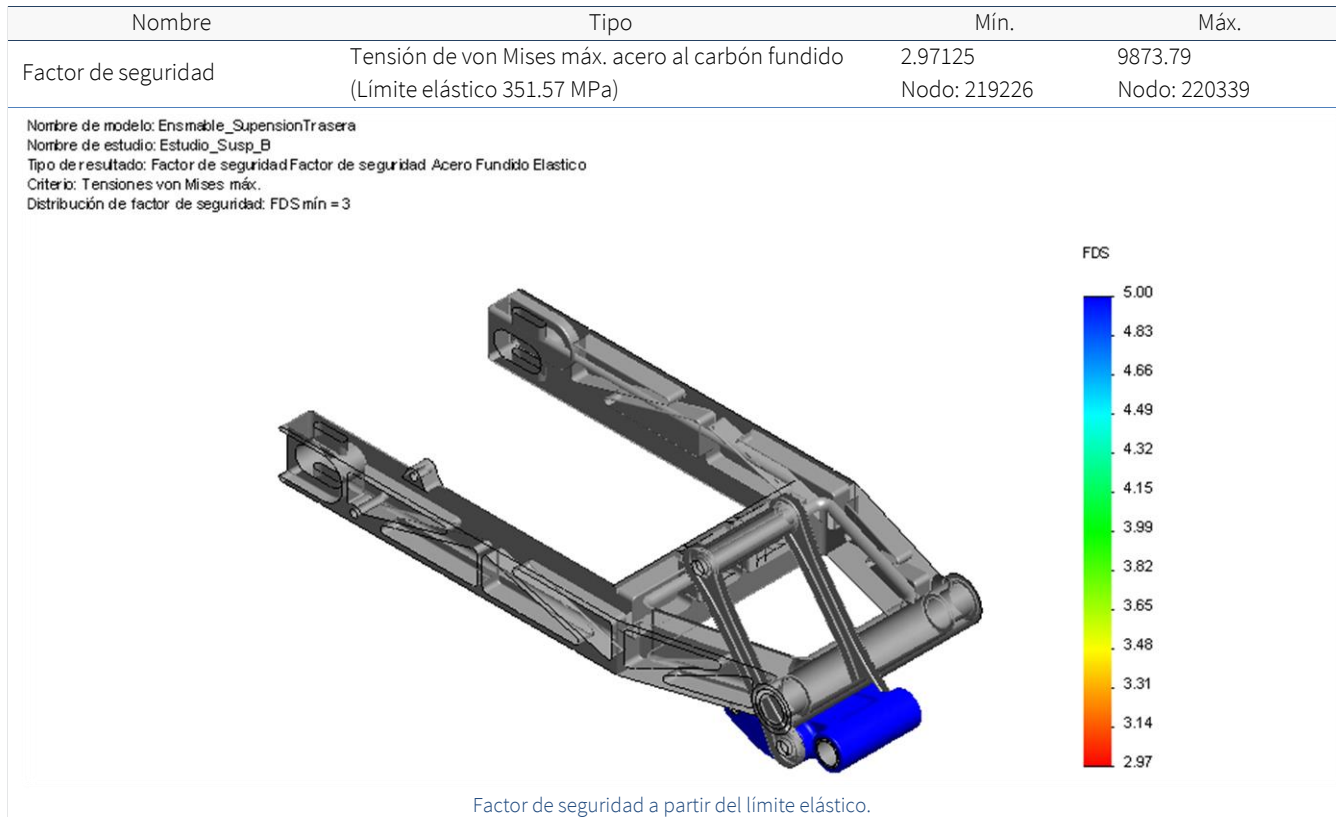 Nombre Tipo Mín. Máx.
Factor de seguridad Tensión de von Mises máx. acero al carbón fundido 2.97125 9873.79
(Límite elástico 351.57 MPa) Nodo: 219226 Nodo: 220339
Nombre de modelo: Ensmable_SupensionTrasera
Nombre de estudio: Estudio_Susp_B
Tipo de resultado: Factor de seguridad Factor de seguridad Acero Fundido Elastico
Criterio: Tensiones von Mises máx.
Distribución de factor de seguridad: FDS mín = 3
FDS
5.00
4.83
4.66
4.49
4.32
4.15
3.99
3.82
3.65
3.48
3.31
3.14
2.97
Factor de seguridad a partir del límite elástico.